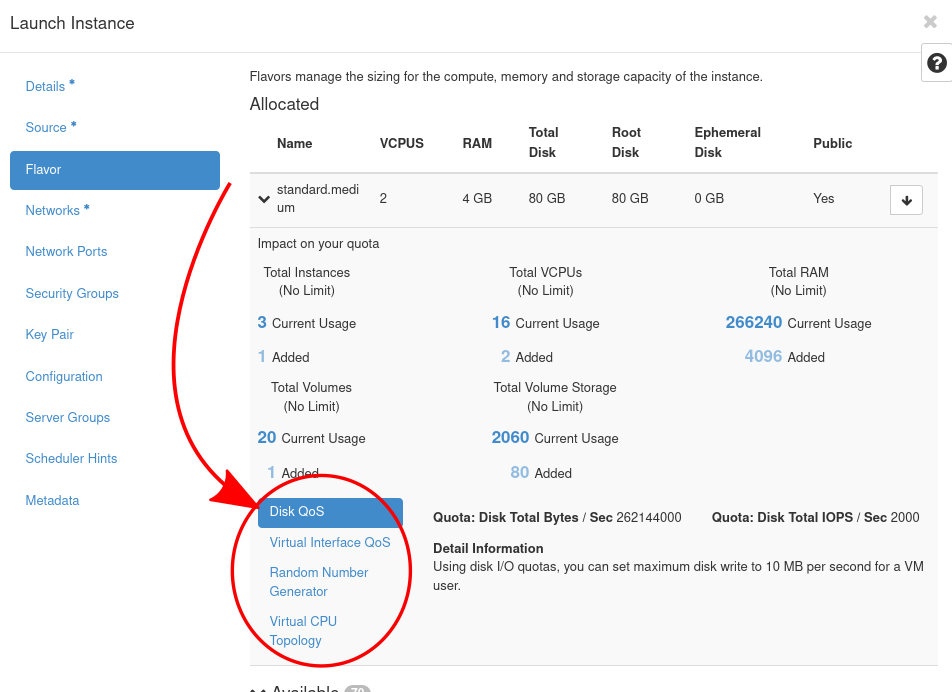 Launch Instance
Details *
Source *
Flavor
Networks *
Network Ports
Security Groups
Key Pair
Configuration
Server Groups
Scheduler Hints
Metadata
Flavors manage the sizing for the compute, memory and storage capacity of the instance.
Allocated
Name VCPUS RAM Total Disk Root Disk Ephemeral Disk Public
standard.medi
um
2 4 GB 80 GB 80 GB 0 GB Yes
Impact on your quota
Total Instances
(No Limit)
3 Current Usage
1 Added
Total VCPUs
(No Limit)
16 Current Usage
2 Added
Total RAM
(No Limit)
266240 Current Usage
4096 Added
Total Volumes
(No Limit)
20 Current Usage
1 Added
Total Volume Storage
(No Limit)
2060 Current Usage
80 Added
Disk QoS
Virtual Interface QoS
Random Number
Generator
Virtual CPU
Topology
Quota: Disk Total Bytes / Sec 262144000 Quota: Disk Total IOPS / Sec 2000
Detail Information
Using disk I/O quotas, you can set maximum disk write to 10 MB per second for a VM
user.
Available